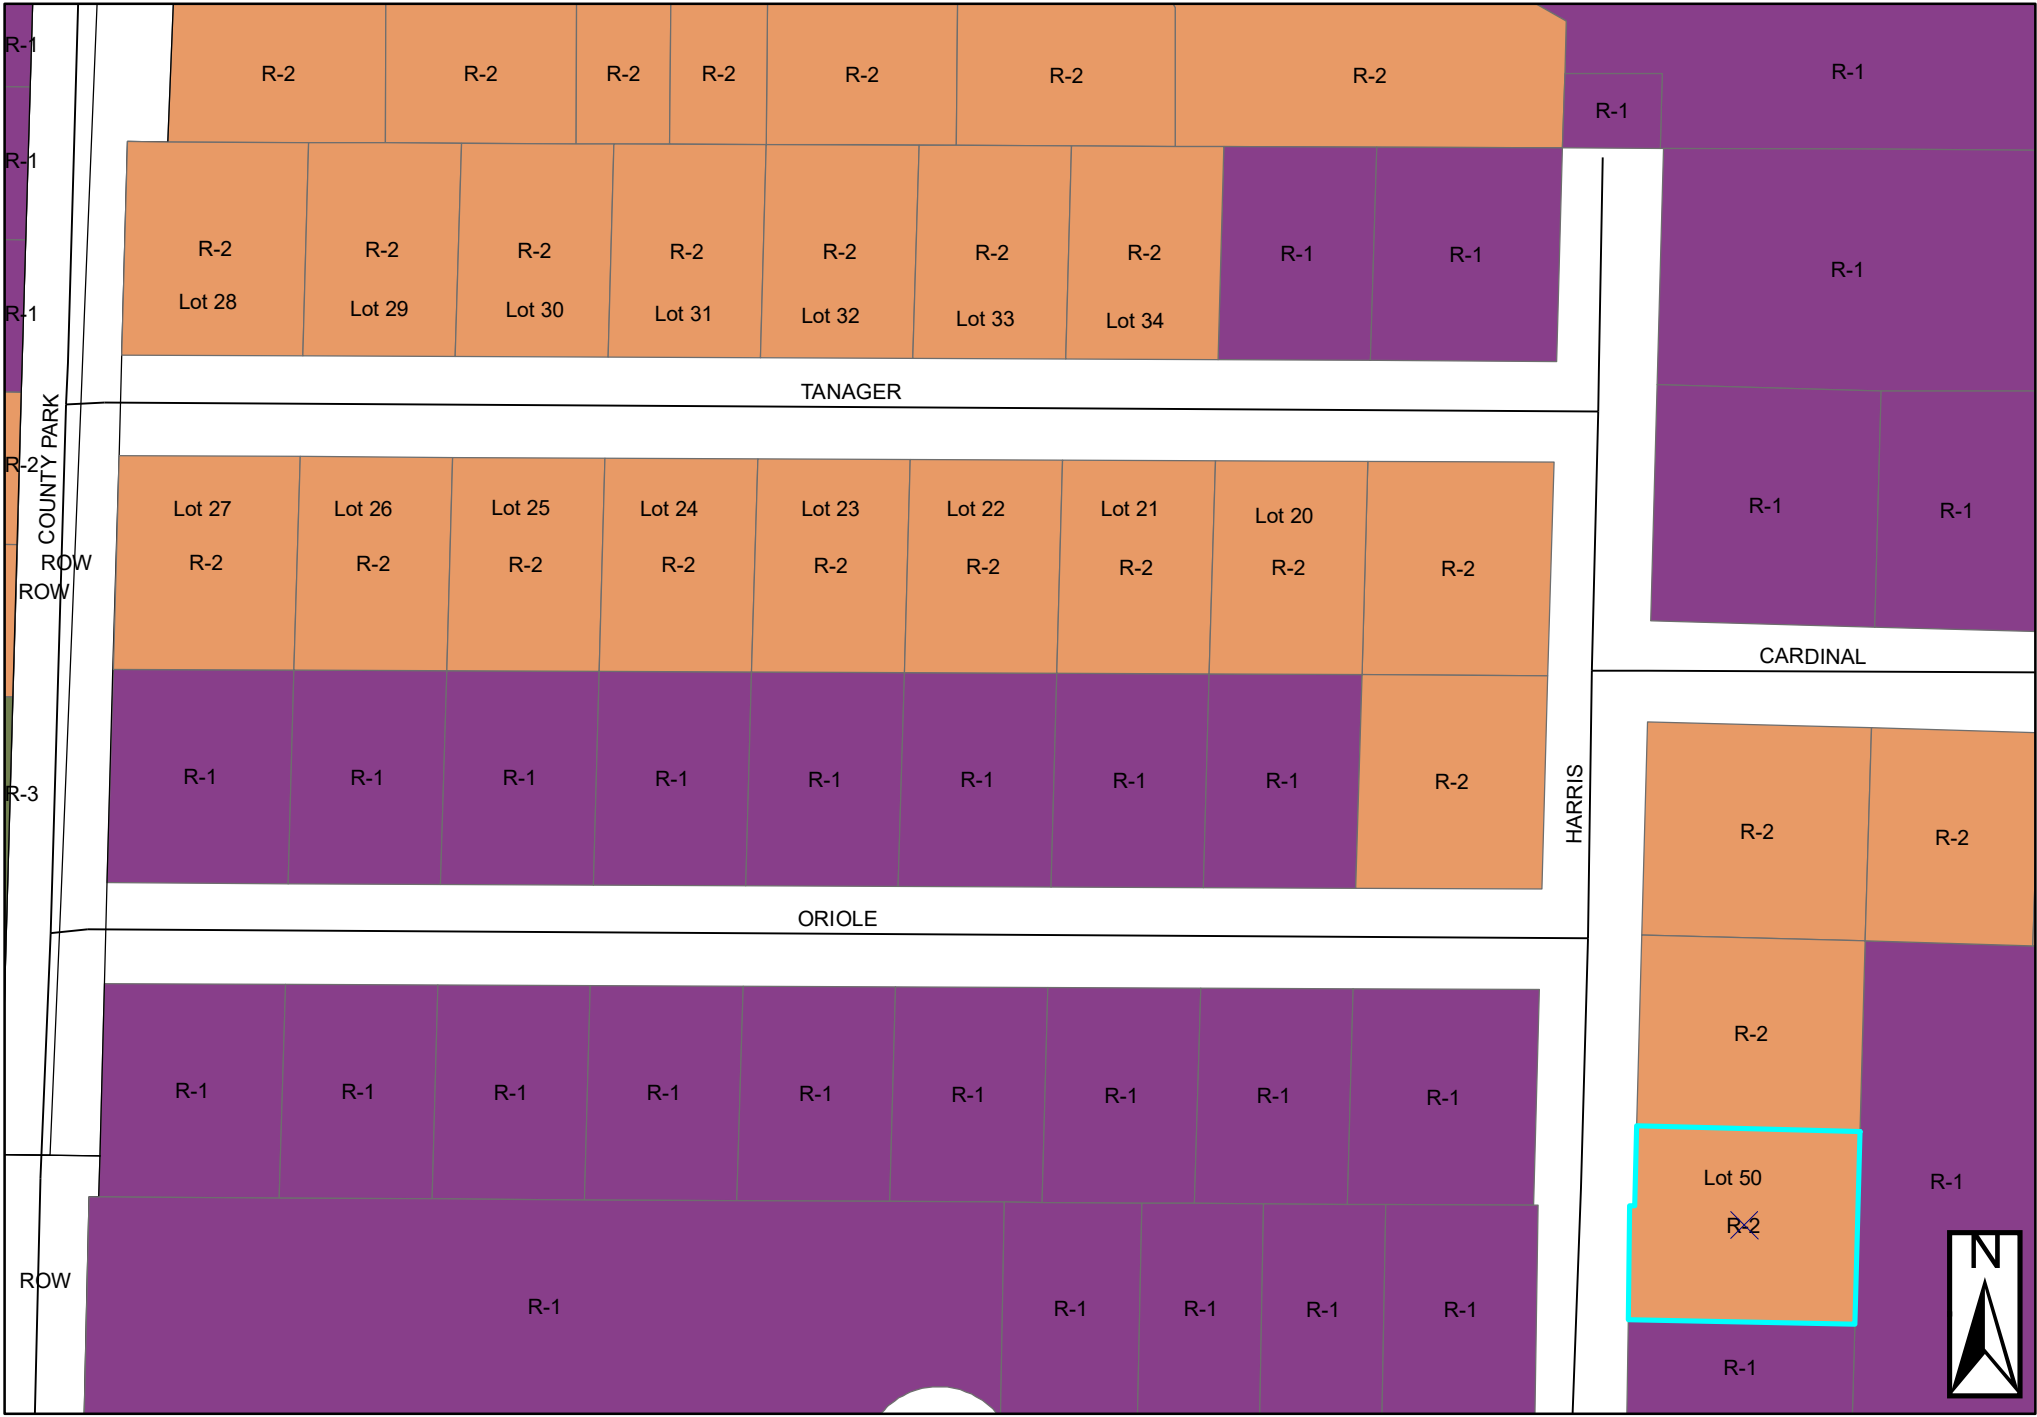 R-1
R-2
R-2
R-2
R-2
R-2
R-2
R-2
R-1
R-1
R-1
R-2
R-2
R-2
R-2
R-2
R-2
R-2
R-1
R-1
R-1
Lot 28
Lot 29
Lot 30
Lot 31
Lot 32
Lot 33
Lot 34
R-1
TANAGER
COUNTY PARK
R-2
Lot 27
Lot 26
Lot 25
Lot 24
Lot 23
Lot 22
Lot 21
Lot 20
R-1
R-1
ROW
R-2
R-2
R-2
R-2
R-2
R-2
R-2
R-2
R-2
ROW
CARDINAL
R-3
R-1
R-1
R-1
R-1
R-1
R-1
R-1
R-1
R-2
HARRIS
R-2
R-2
ORIOLE
R-2
R-1
R-1
R-1
R-1
R-1
R-1
R-1
R-1
R-1
Lot 50
R-1
R-2
N
ROW
R-1
R-1
R-1
R-1
R-1
R-1